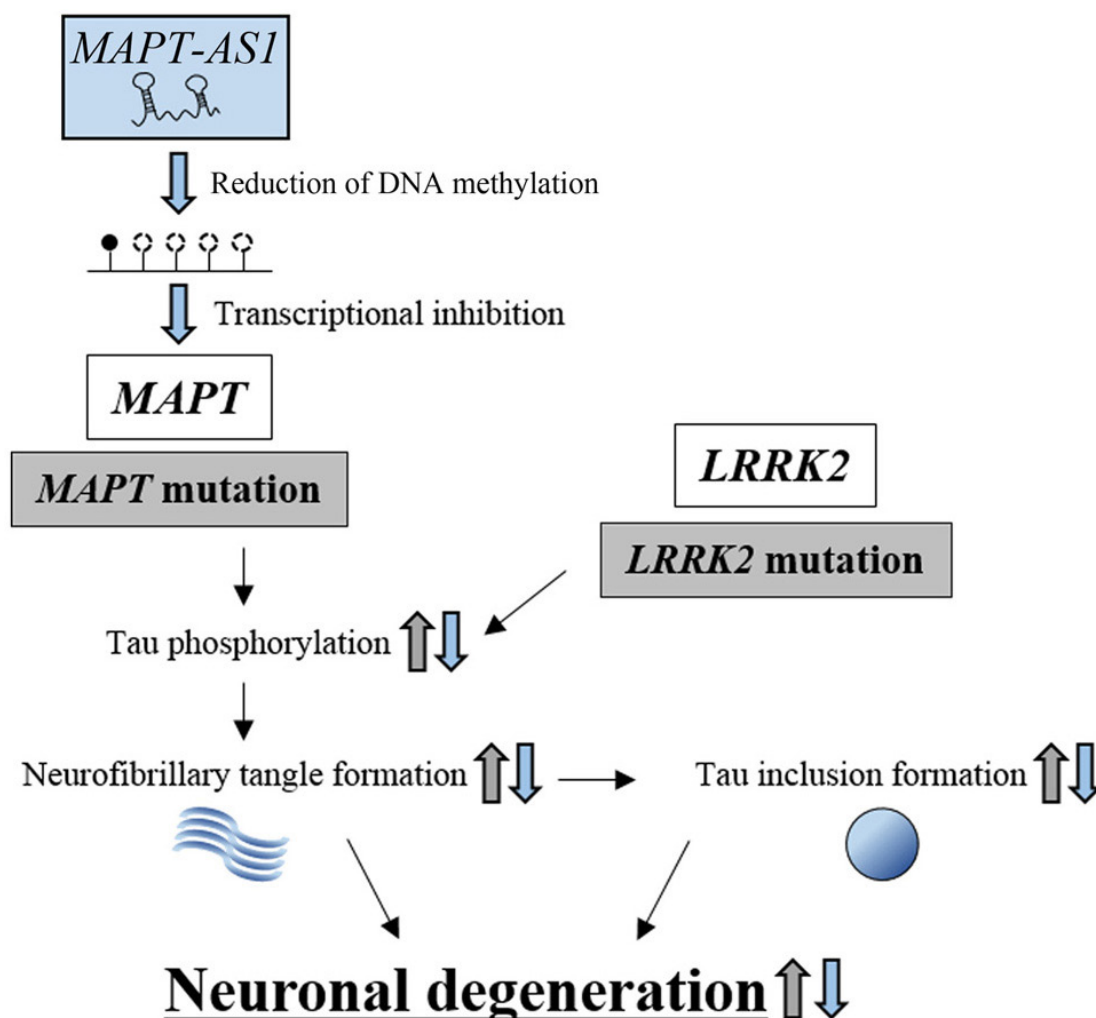 MAPT-AS1
Reduction of DNA methylation
Transcriptional inhibition
MAPT
MAPT mutation
LRRK2
LRRK2 mutation
Tau phosphorylation
Neurofibrillary tangle formation
Tau inclusion formation
Neuronal degeneration